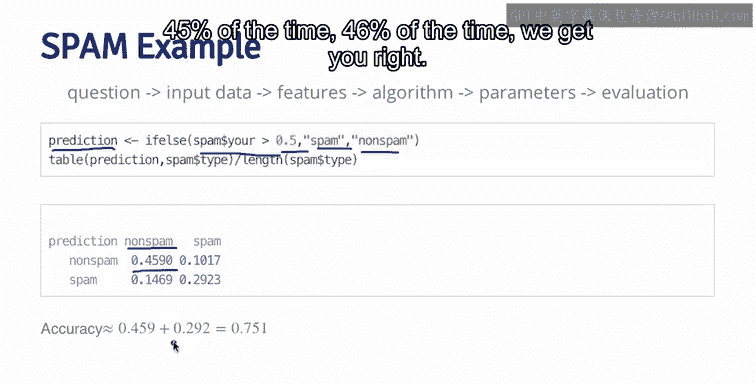 45% of the time, 46% of the time, we get
you right.
SPAM Example
question -> input data -> features -> algorithm -> parameters -> evaluation
prediction <- ifelse(spam$your > 0.5,"spam","nonspam")
table(prediction,spam$type)/length(spam$type)
prediction nonspam spam
nonspam 0.4590 0.1017
spam 0.1469 0.2923
Accuracy≈ 0.459 + 0.292 = 0.751